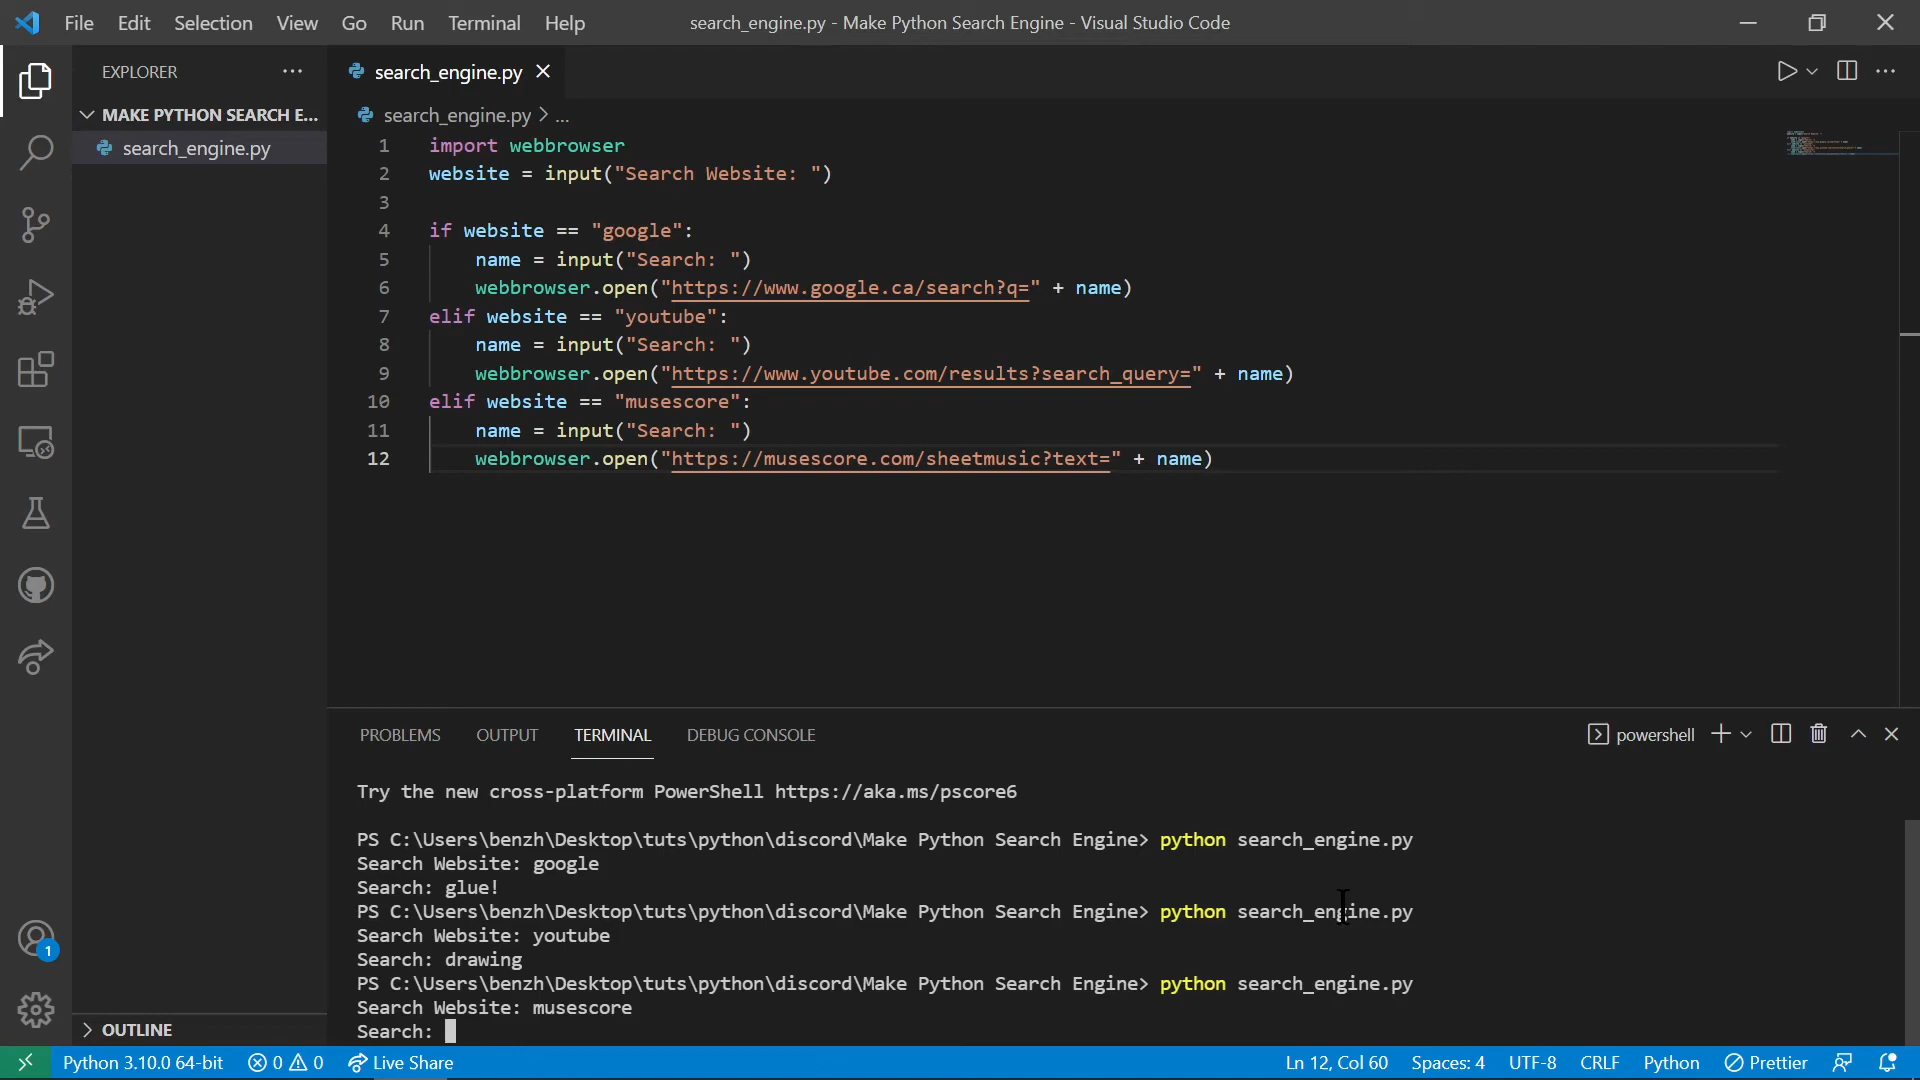 File Edit Selection View Go Run Terminal Help search_engine.py - Make Python Search Engine - Visual Studio Code
EXPLORER
MAKE PYTHON SEARCH E...
search_engine.py
search_engine.py
search_engine.py > ...
1 import webbrowser
2 website = input("Search Website: ")
3
4 if website == "google":
5 name = input("Search: ")
6 webbrowser.open("https://www.google.ca/search?q=" + name)
7 elif website == "youtube":
8 name = input("Search: ")
9 webbrowser.open("https://www.youtube.com/results?search_query=" + name)
10 elif website == "musescore":
11 name = input("Search: ")
12 webbrowser.open("https://musescore.com/sheetmusic?text=" + name)
PROBLEMS OUTPUT TERMINAL DEBUG CONSOLE powershell
Try the new cross-platform PowerShell https://aka.ms/pscore6
PS C:\Users\benzh\Desktop\tuts\python\discord\Make Python Search Engine> python search_engine.py
Search Website: google
Search: glue!
PS C:\Users\benzh\Desktop\tuts\python\discord\Make Python Search Engine> python search_engine.py
Search Website: youtube
Search: drawing
PS C:\Users\benzh\Desktop\tuts\python\discord\Make Python Search Engine> python search_engine.py
Search Website: musescore
Search:
1
OUTLINE
Python 3.10.0 64-bit 0 0 Live Share Ln 12, Col 60 Spaces: 4 UTF-8 CRLF Python Prettier